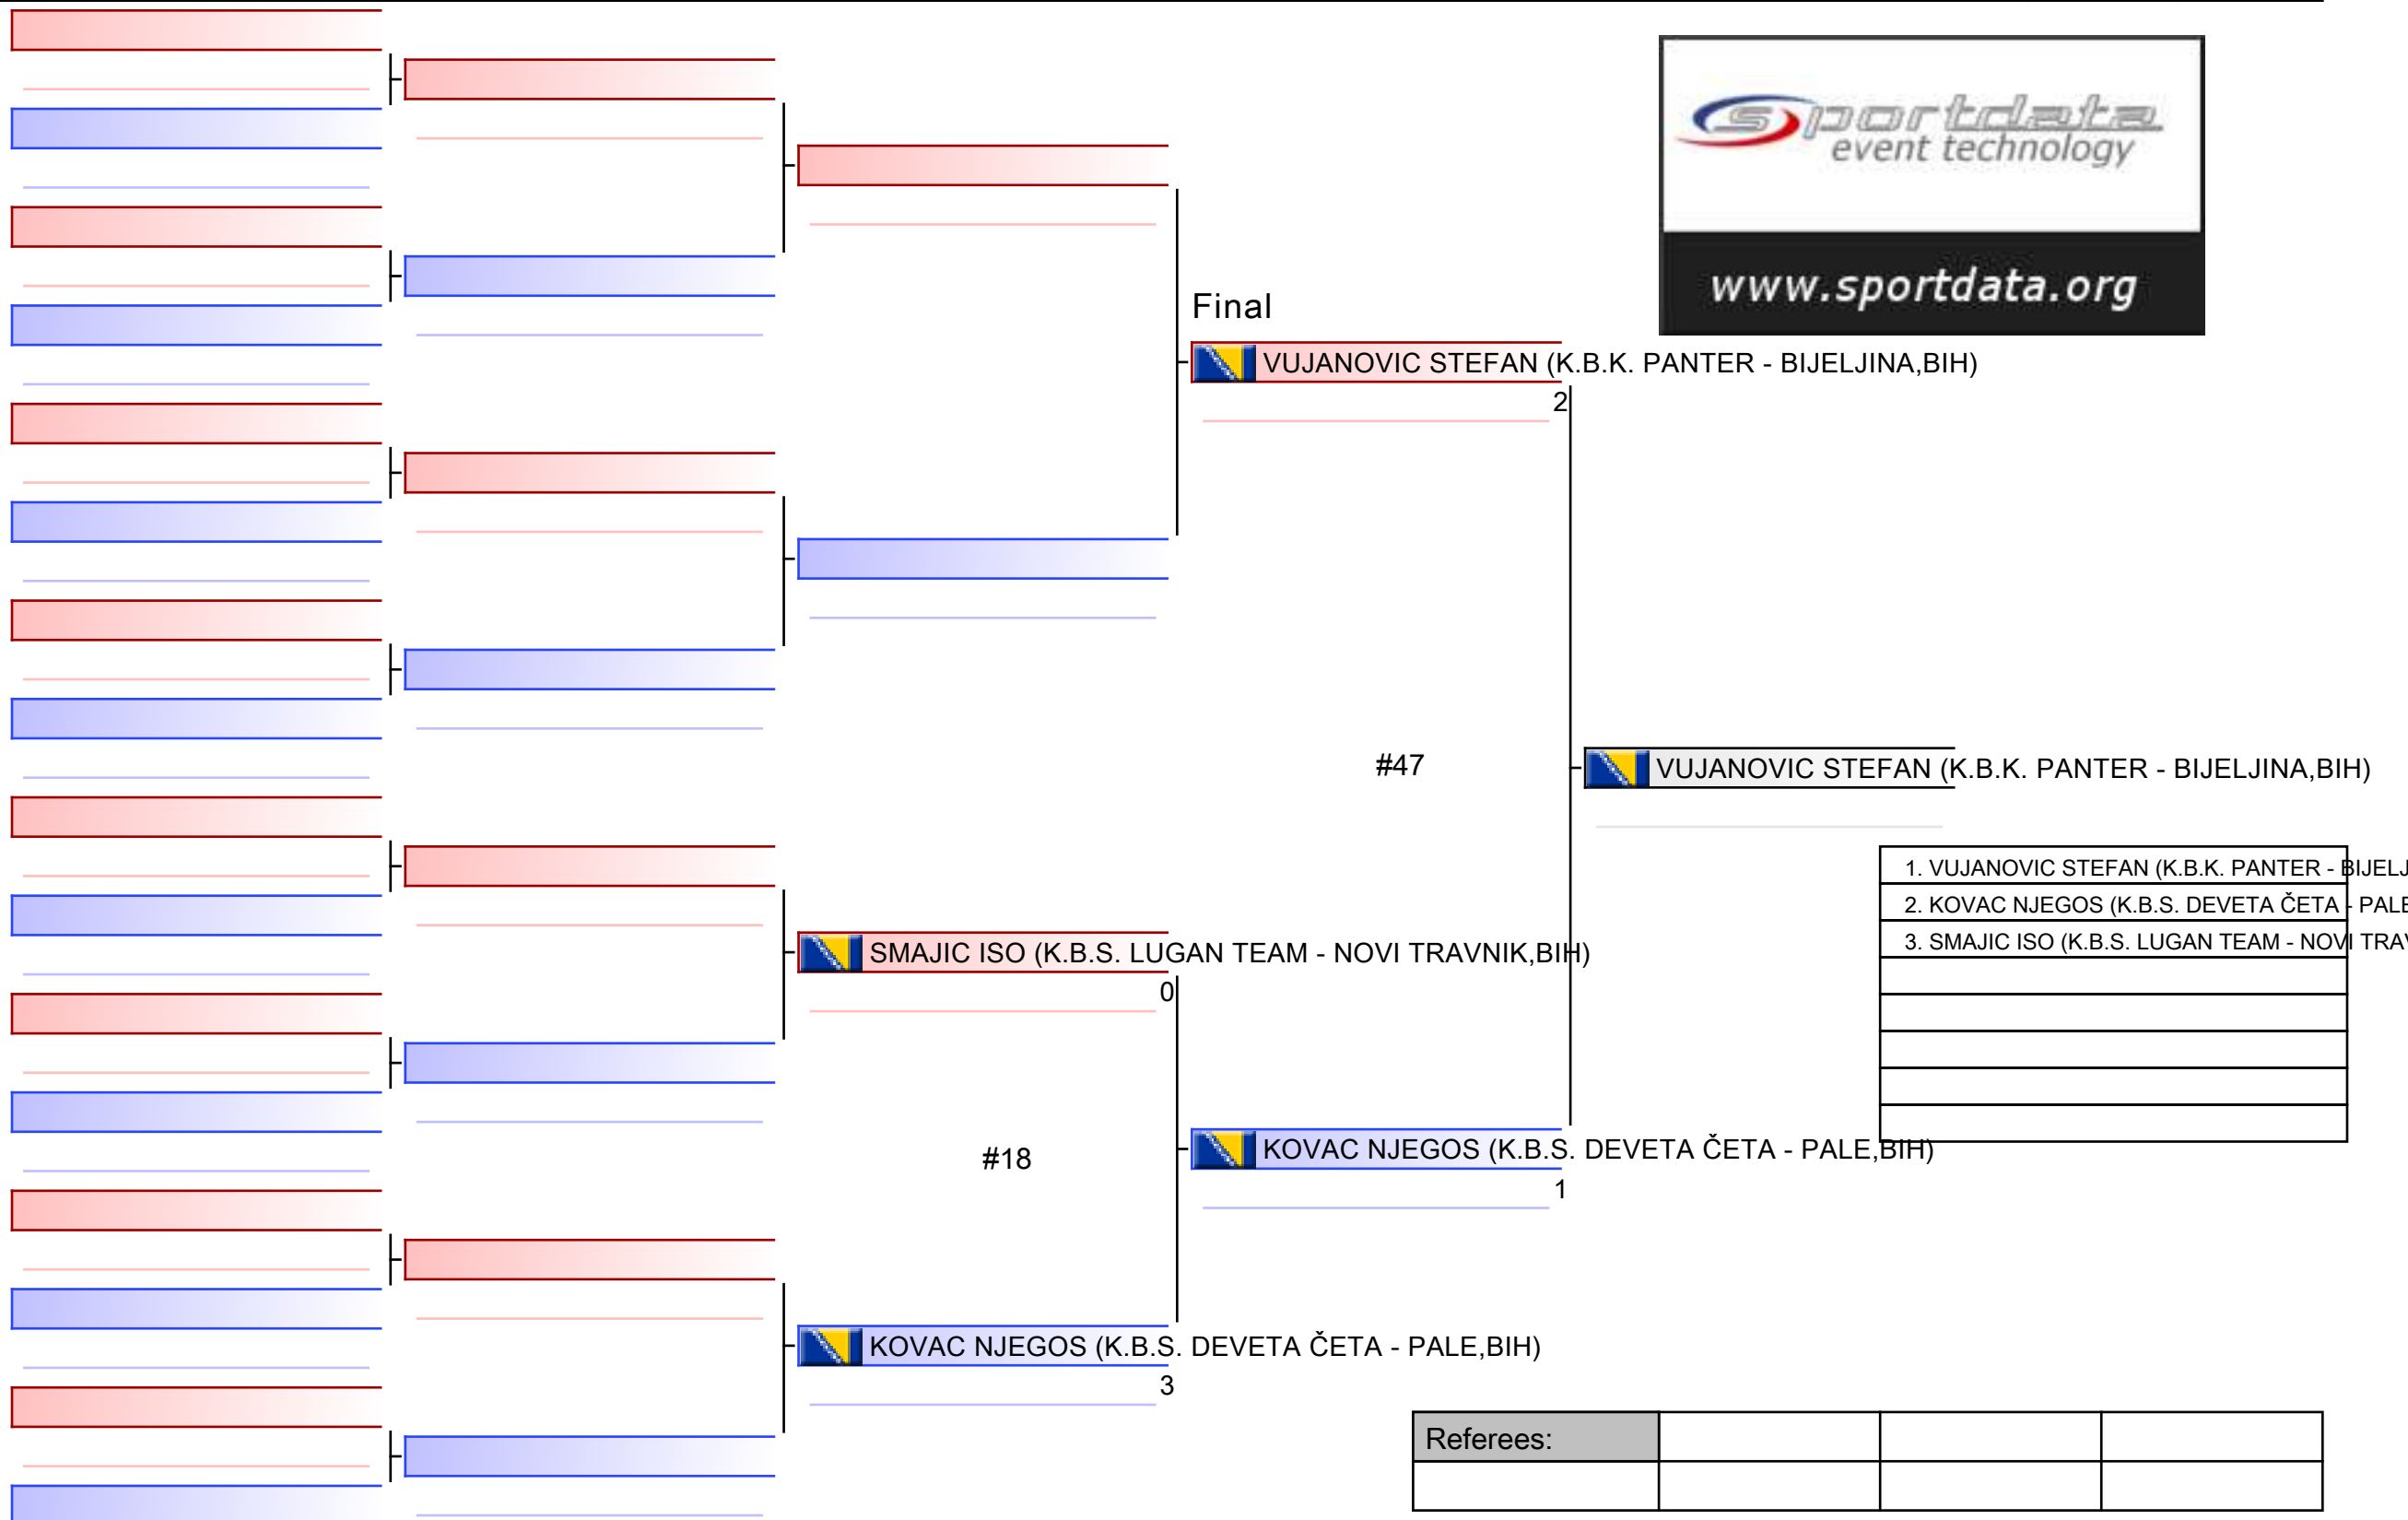 sportdata
event technology
www.sportdata.org
Final
VUJANOVIC STEFAN (K.B.K. PANTER - BIJELJINA,BIH)
2
#47
VUJANOVIC STEFAN (K.B.K. PANTER - BIJELJINA,BIH)
1. VUJANOVIC STEFAN (K.B.K. PANTER - BIJELJ
2. KOVAC NJEGOS (K.B.S. DEVETA ČETA - PALE
3. SMAJIC ISO (K.B.S. LUGAN TEAM - NOVI TRAV
SMAJIC ISO (K.B.S. LUGAN TEAM - NOVI TRAVNIK,BIH)
0
#18
KOVAC NJEGOS (K.B.S. DEVETA ČETA - PALE,BIH)
1
KOVAC NJEGOS (K.B.S. DEVETA ČETA - PALE,BIH)
3
Referees: